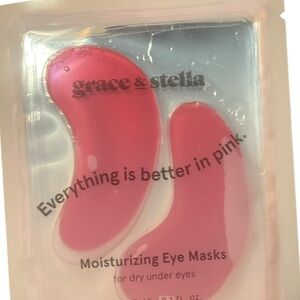 grace & stella
Everything is better in pink.
Moisturizing Eye Masks
for dry under eyes